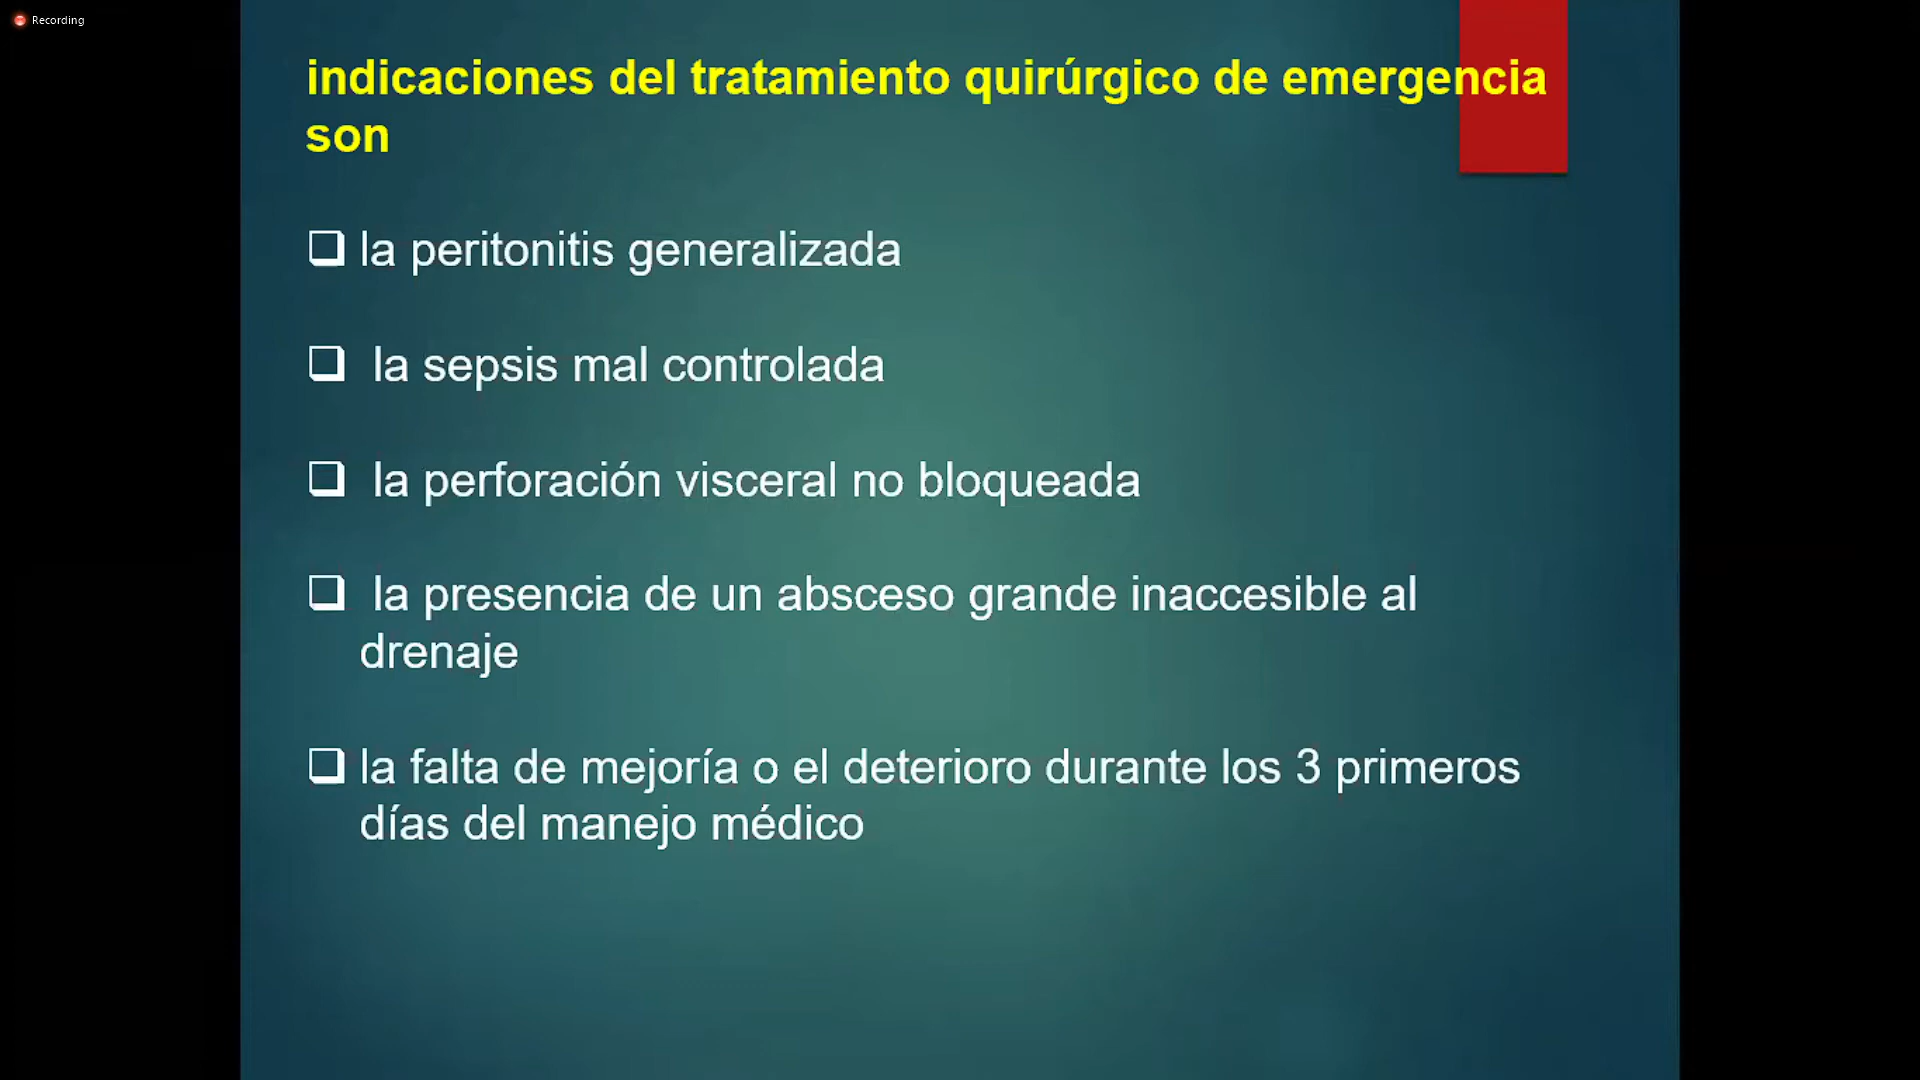 Recording
indicaciones del tratamiento quirúrgico de emergencia
son
la peritonitis generalizada
la sepsis mal controlada
la perforación visceral no bloqueada
la presencia de un absceso grande inaccesible al
drenaje
la falta de mejoría o el deterioro durante los 3 primeros
días del manejo médico